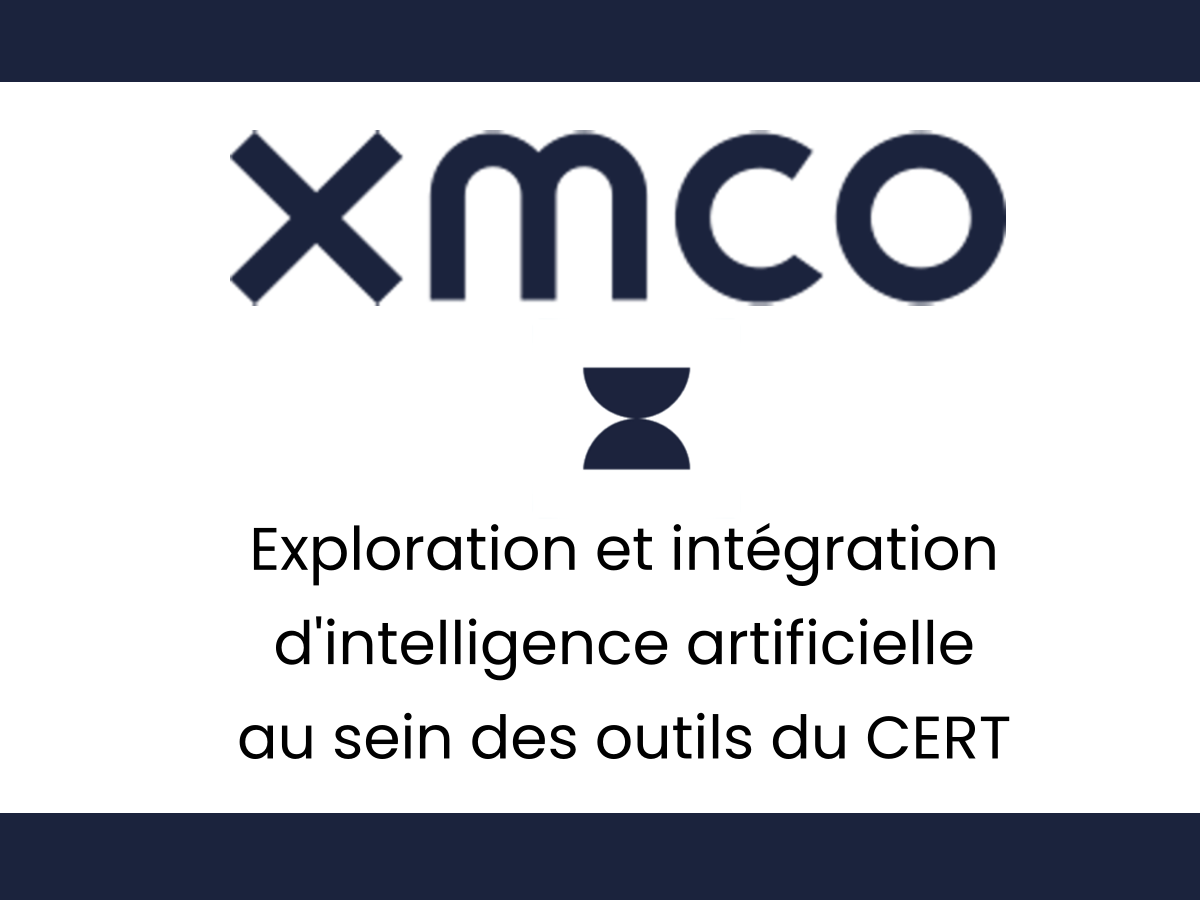 xmco
Exploration et intégration
d'intelligence artificielle
au sein des outils du CERT